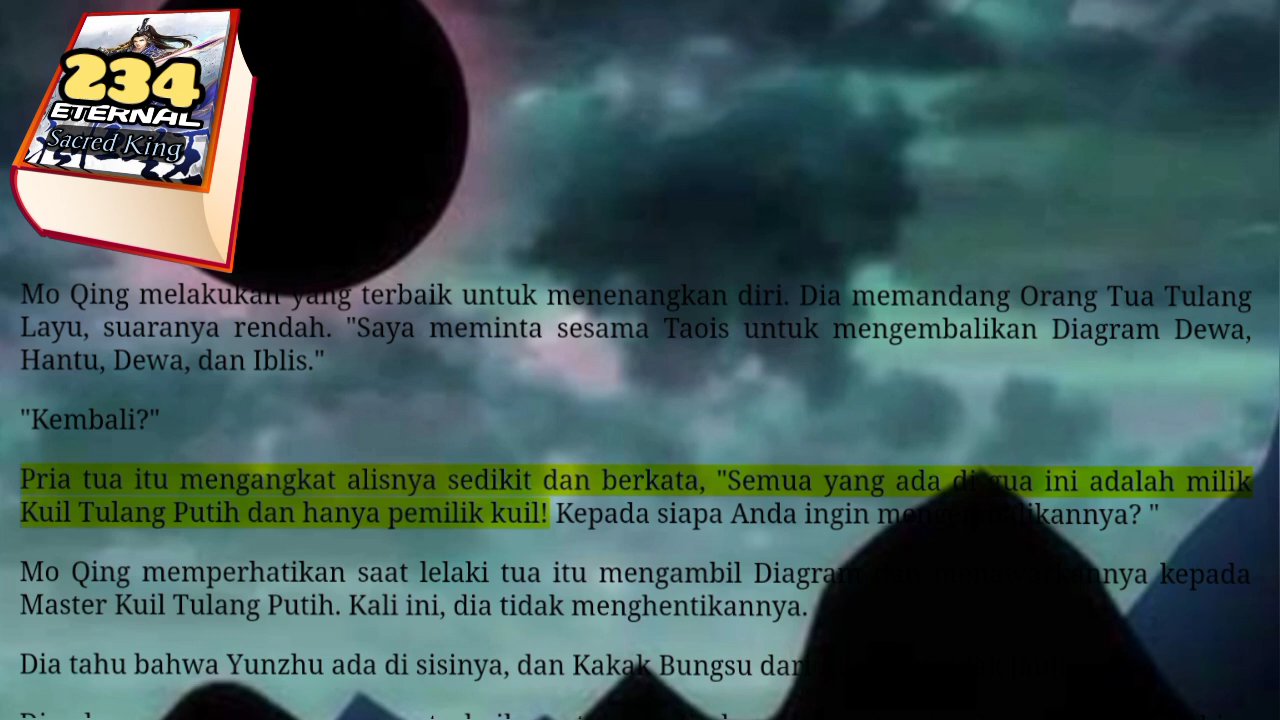 234
ETERNAL
Sacred King
Mo Qing melakukan yang terbaik untuk menenangkan diri. Dia memandang Orang Tua Tulang
Layu, suaranya rendah. "Saya meminta sesama Taois untuk mengembalikan Diagram Dewa,
Hantu, Dewa, dan Iblis."
"Kembali?"
Pria tua itu mengangkat alisnya sedikit dan berkata, "Semua yang ada di gua ini adalah milik
Kuil Tulang Putih dan hanya pemilik kuil! Kepada siapa Anda ingin mengembalikannya? "
Mo Qing memperhatikan saat lelaki tua itu mengambil Diagram dan menawarkannya kepada
Master Kuil Tulang Putih. Kali ini, dia tidak menghentikannya.
Dia tahu bahwa Yunzhu ada di sisinya, dan Kakak Bungsu dari